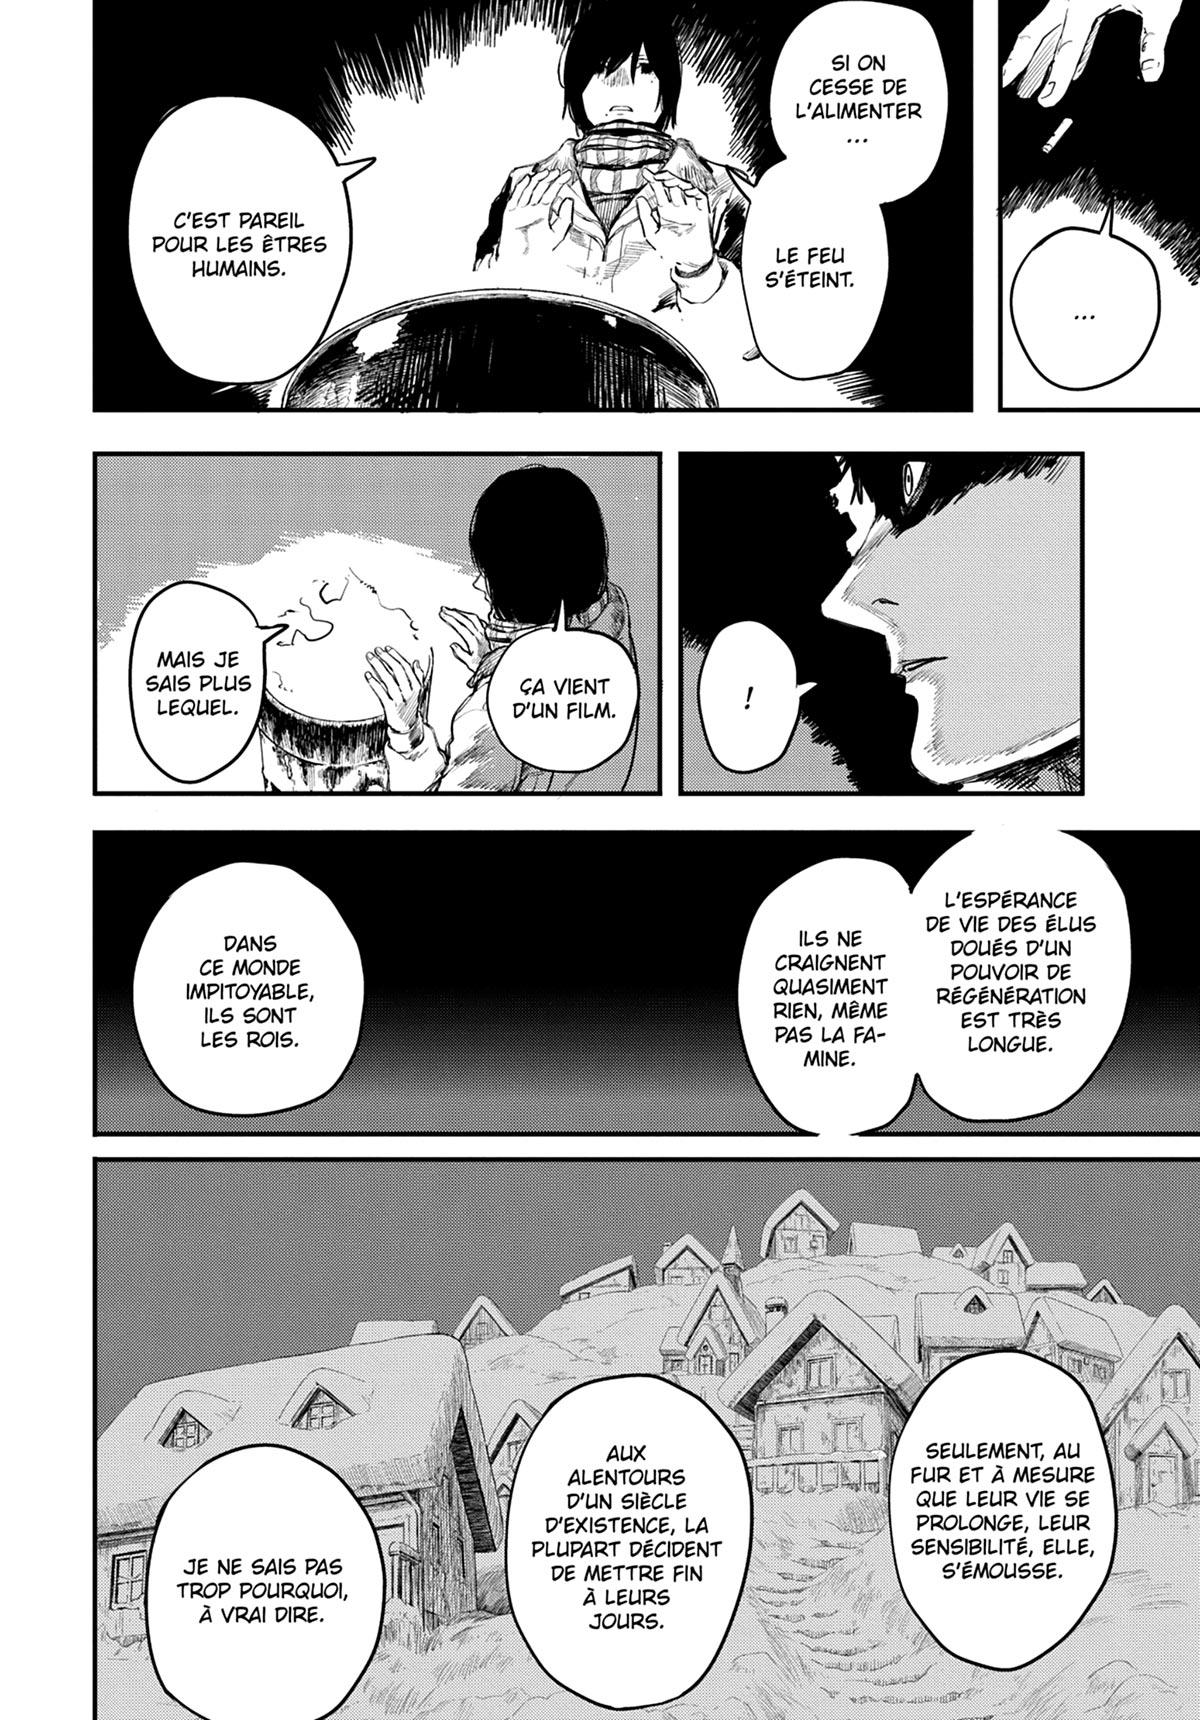 ...
SI ON
CESSE DE
L'ALIMENTER
...
LE FEU
S'ÉTEINT.
C'EST PAREIL
POUR LES ÊTRES
HUMAINS.
!
ÇA VIENT
D'UN FILM.
MAIS JE
SAIS PLUS
LEQUEL.
L'ESPÉRANCE
DE VIE DES ÉLUS
DOUÉS D'UN
POUVOIR DE
RÉGÉNÉRATION
EST TRÈS
LONGUE.
ILS NE
CRAIGNENT
QUASIMENT
RIEN, MÊME
PAS LA FA-
MINE.
DANS
CE MONDE
IMPITOYABLE,
ILS SONT
LES ROIS.
SEULEMENT, AU
FUR ET À MESURE
QUE LEUR VIE SE
PROLONGE, LEUR
SENSIBILITÉ, ELLE,
S'ÉMOUSSE.
AUX
ALENTOURS
D'UN SIÈCLE
D'EXISTENCE, LA
PLUPART DÉCIDENT
DE METTRE FIN
À LEURS
JOURS.
JE NE SAIS PAS
TROP POURQUOI,
À VRAI DIRE.